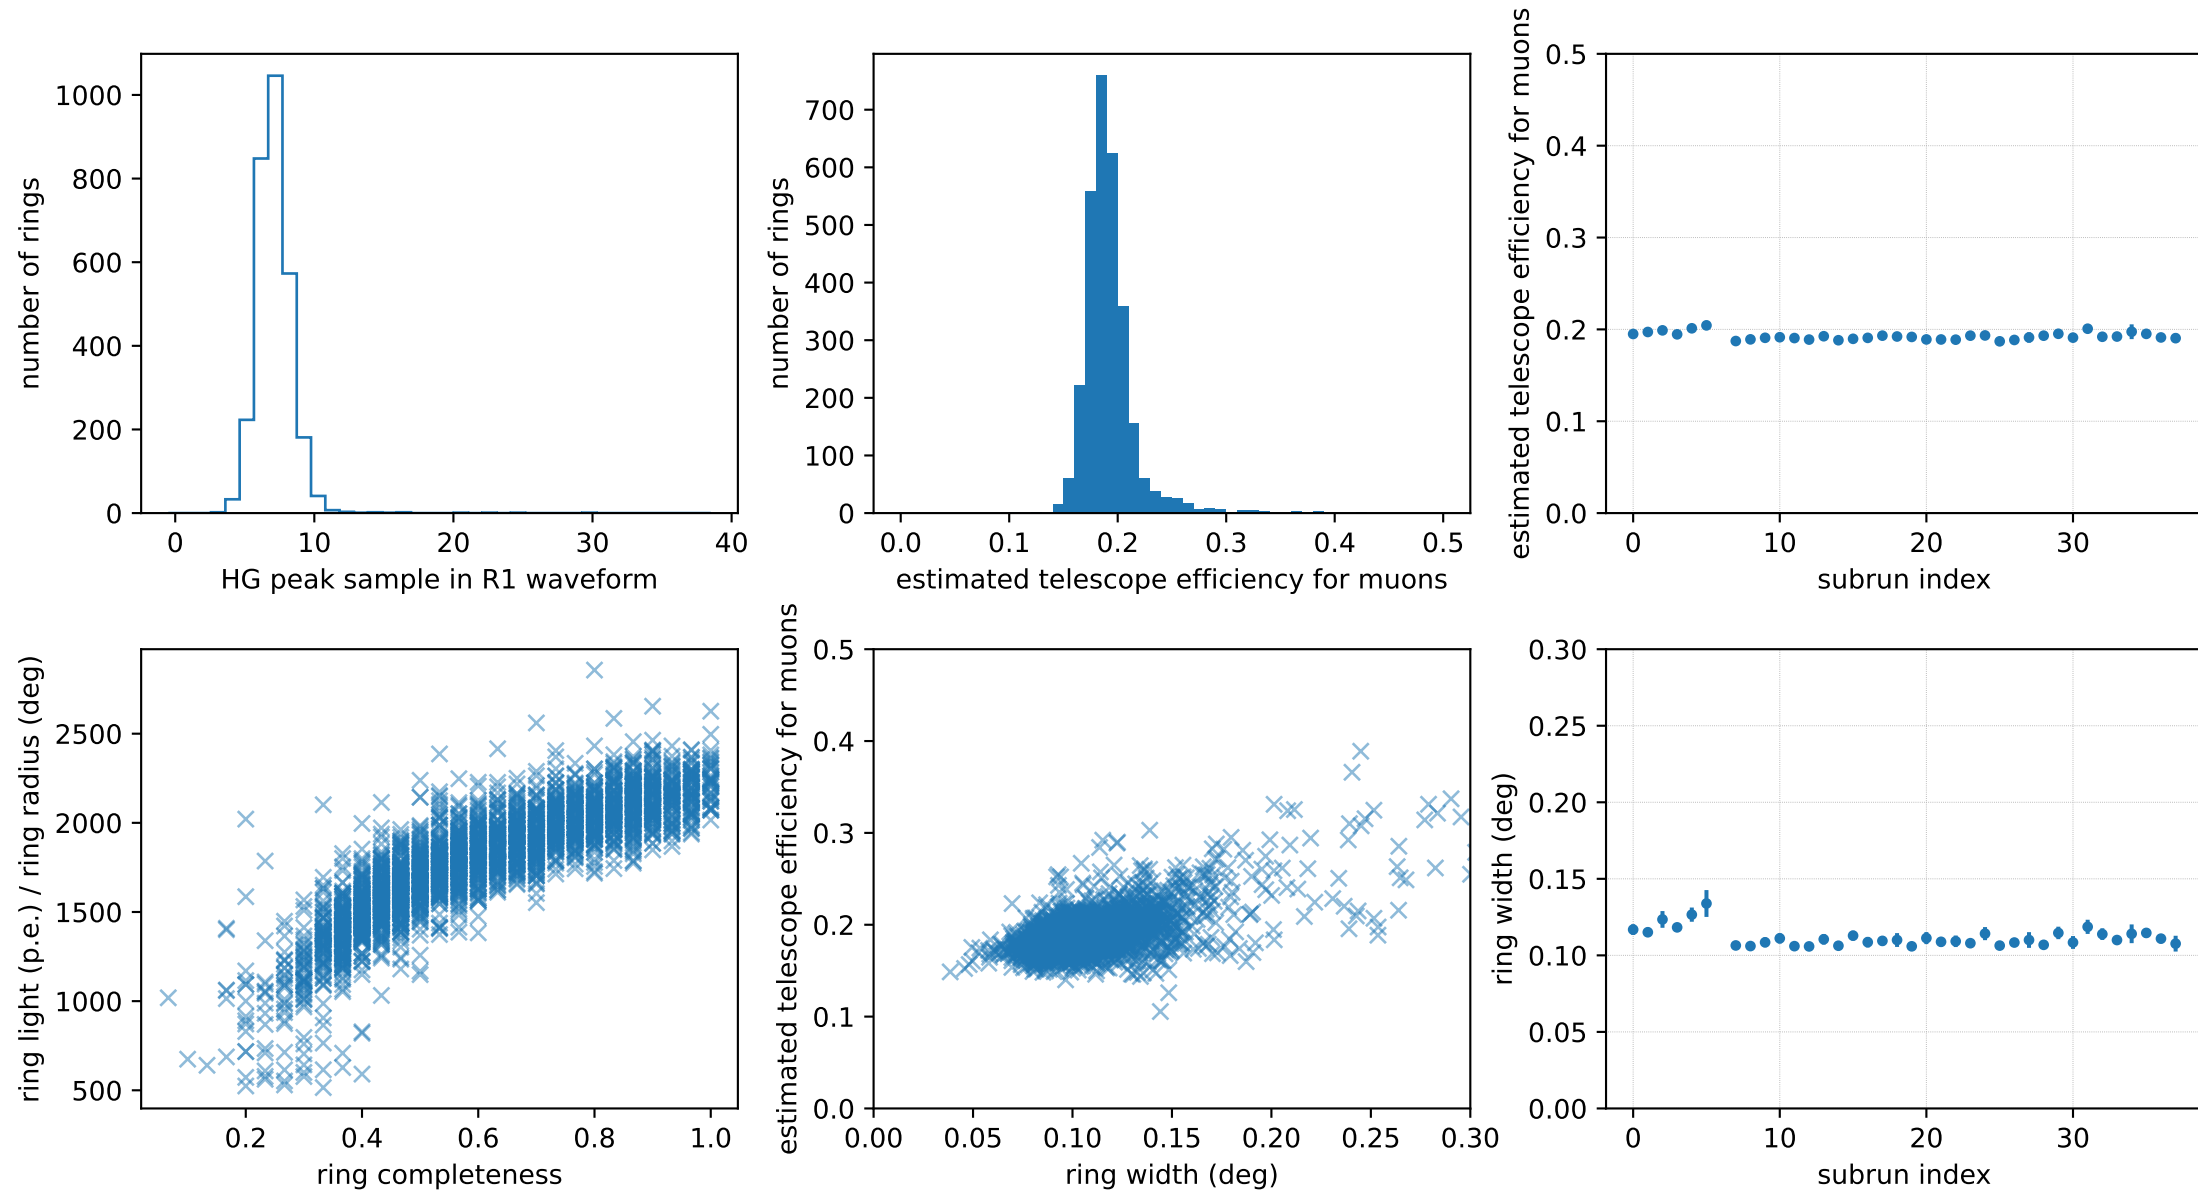 number of rings
1000
800
600
400
200
0
0 10 20 30 40
HG peak sample in R1 waveform
number of rings
700
600
500
400
300
200
100
0
0.0 0.1 0.2 0.3 0.4 0.5
estimated telescope efficiency for muons
estimated telescope efficiency for muons
0.5
0.4
0.3
0.2
0.1
0.0
0 10 20 30
subrun index
ring light (p.e.) / ring radius (deg)
2500
2000
1500
1000
500
0.2 0.4 0.6 0.8 1.0
ring completeness
estimated telescope efficiency for muons
0.5
0.4
0.3
0.2
0.1
0.0
0.00 0.05 0.10 0.15 0.20 0.25 0.30
ring width (deg)
ring width (deg)
0.30
0.25
0.20
0.15
0.10
0.05
0.00
0 10 20 30
subrun index